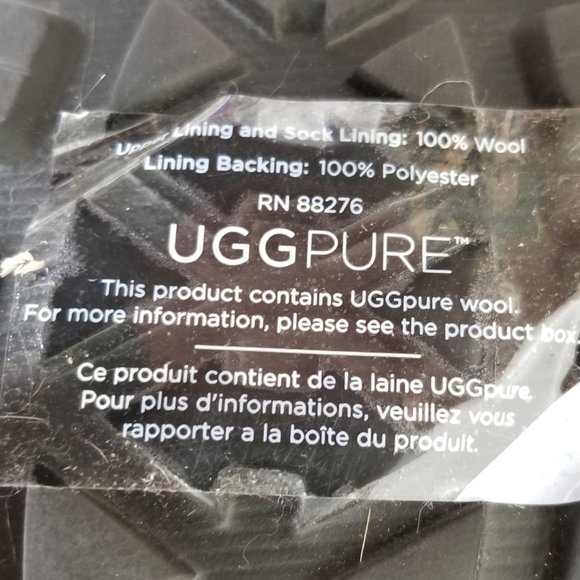 Upper Lining and Sock Lining: 100% Wool
Lining Backing: 100% Polyester
RN 88276
UGGPURE™
This product contains UGGpure wool.
For more information, please see the product box.
Ce produit contient de la laine UGGpure.
Pour plus d'informations, veuillez vous
rapporter a la boîte du produit.